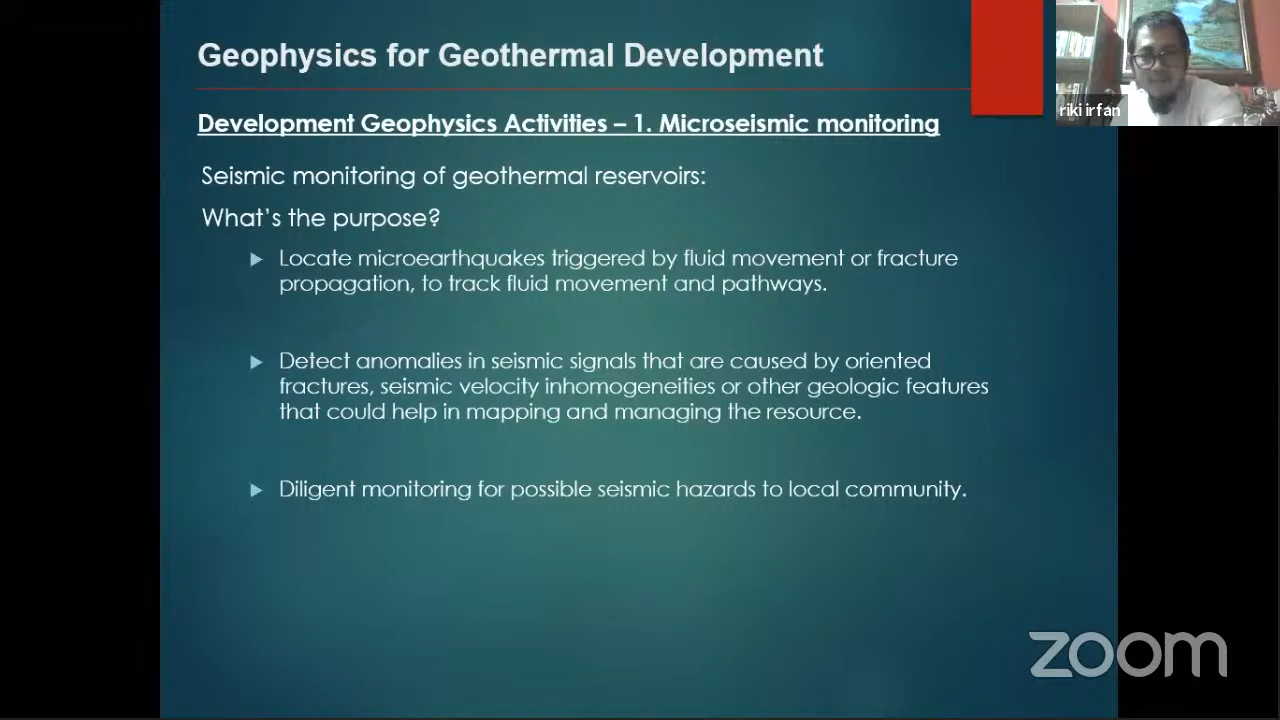 Geophysics for Geothermal Development
riki irfan
Development Geophysics Activities – 1. Microseismic monitoring
Seismic monitoring of geothermal reservoirs:
What's the purpose?
Locate microearthquakes triggered by fluid movement or fracture
propagation, to track fluid movement and pathways.
Detect anomalies in seismic signals that are caused by oriented
fractures, seismic velocity inhomogeneities or other geologic features
that could help in mapping and managing the resource.
Diligent monitoring for possible seismic hazards to local community.
zoom